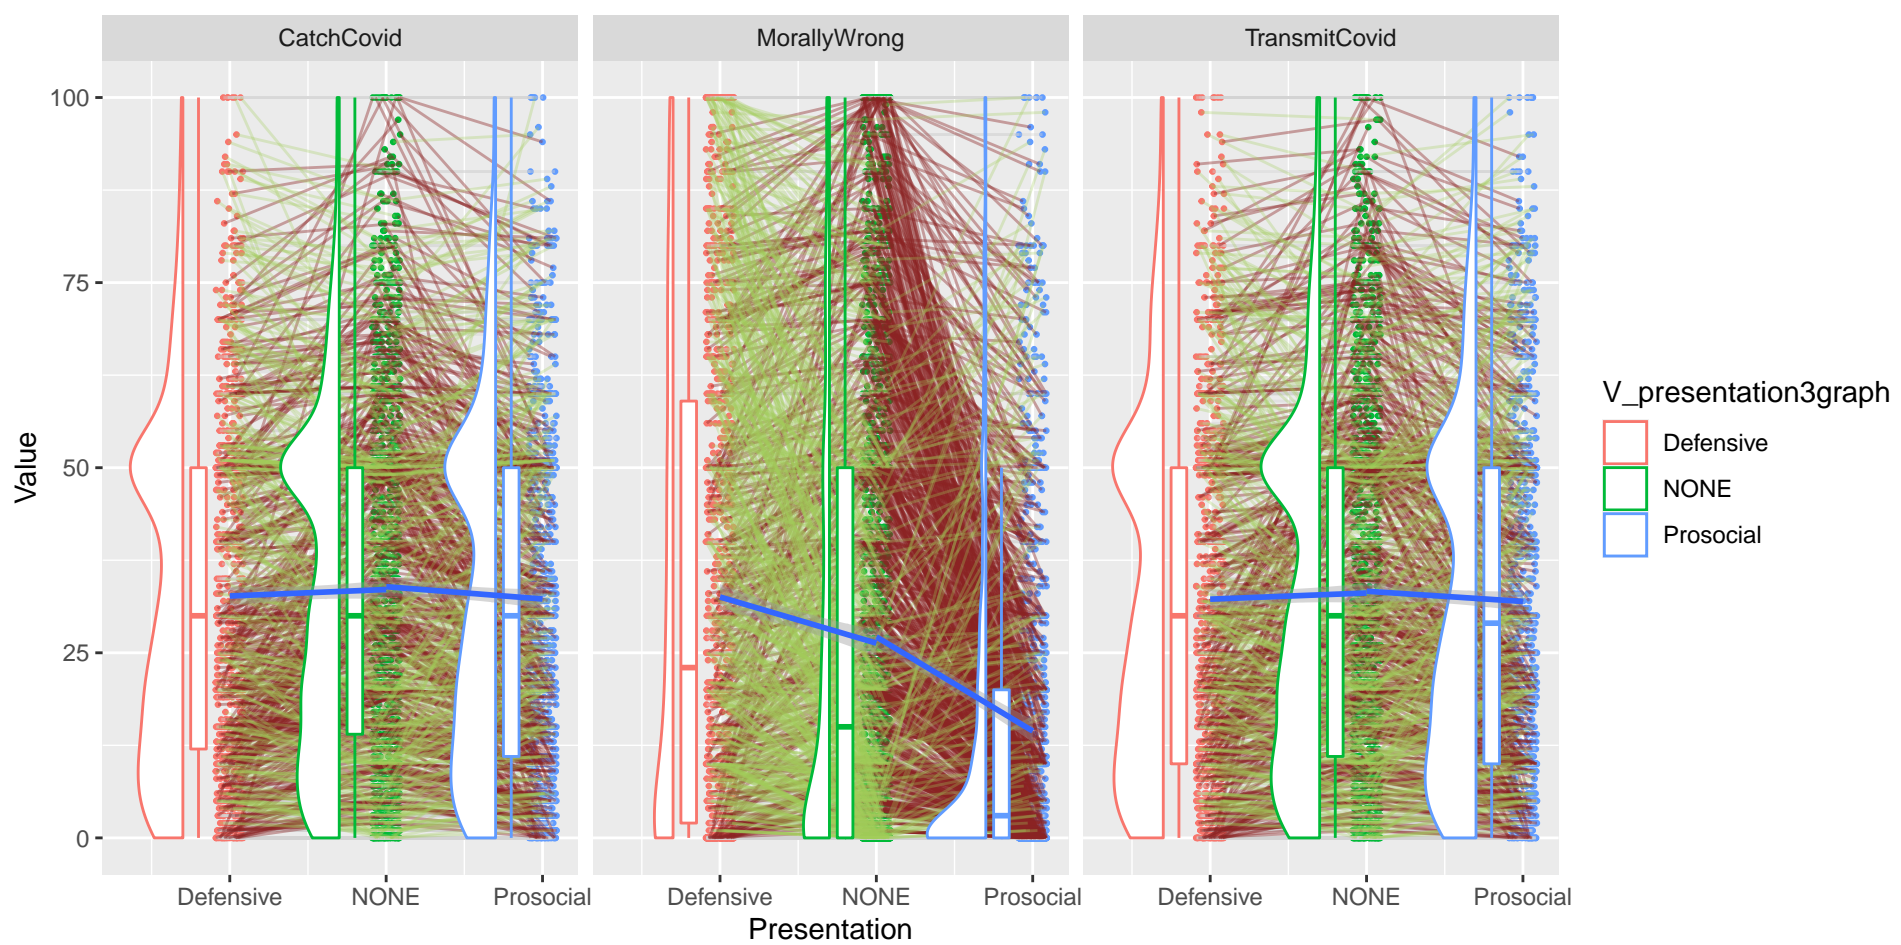 CatchCovid MorallyWrong TransmitCovid
100
75
50
25
0
Value
Defensive NONE Prosocial Defensive NONE Prosocial Defensive NONE Prosocial
Presentation
V_presentation3graph
Defensive
NONE
Prosocial